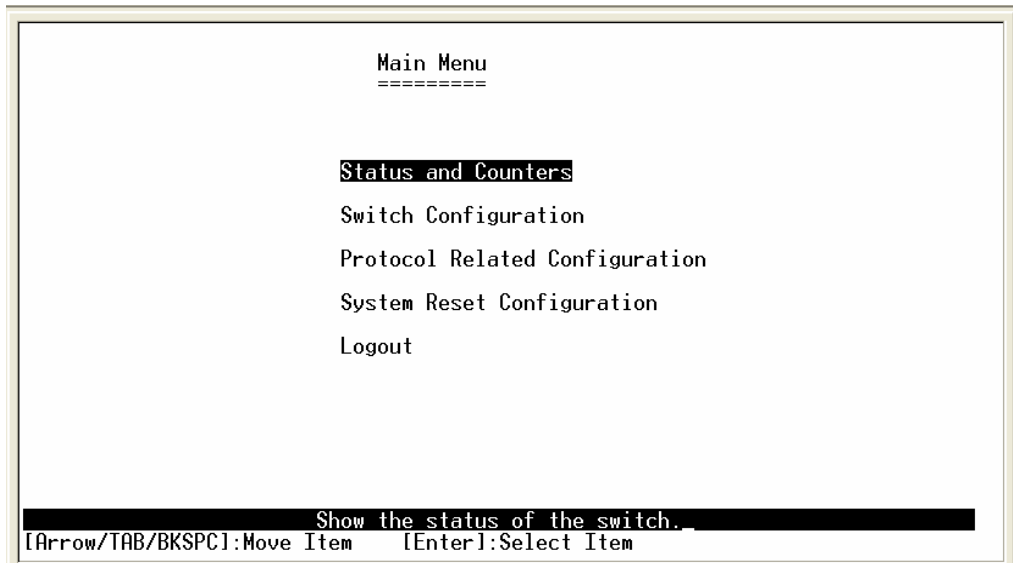 Main Menu
=========
Status and Counters
Switch Configuration
Protocol Related Configuration
System Reset Configuration
Logout
Show the status of the switch._
[Arrow/TAB/BKSPC]:Move Item    [Enter]:Select Item